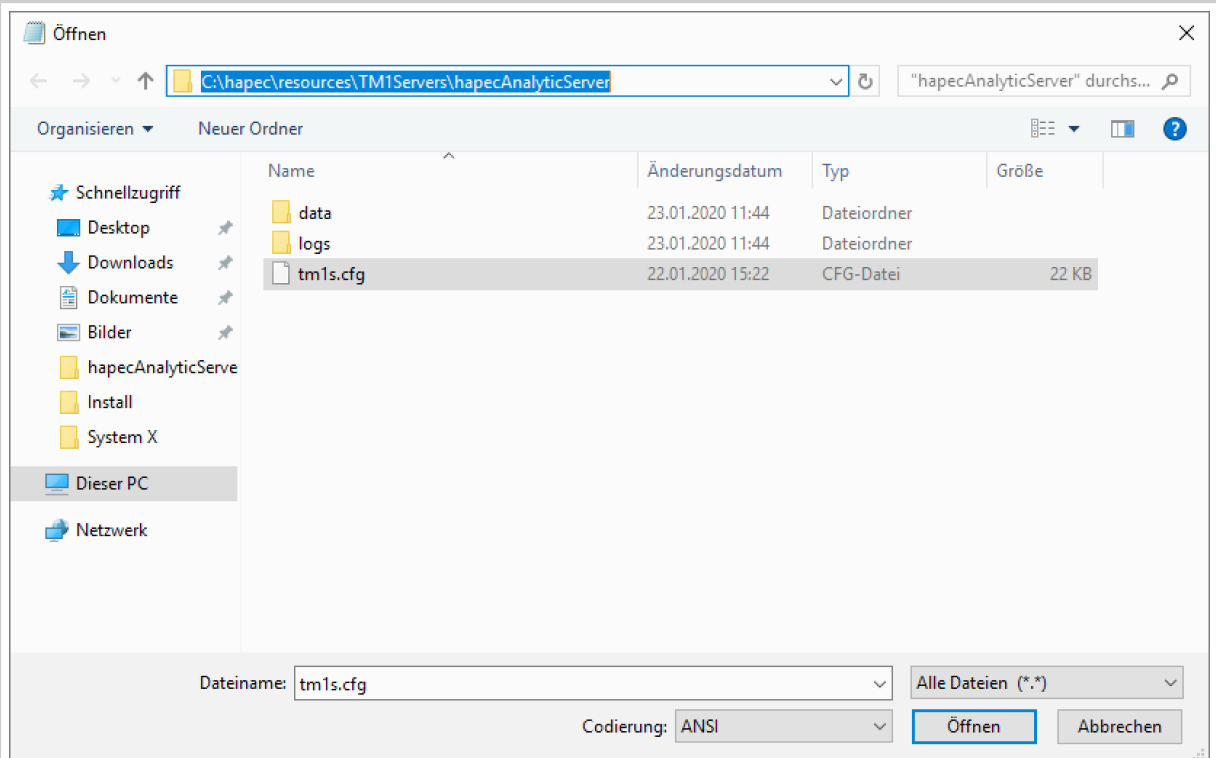 Öffnen
C:\hapec\resources\TM1Servers\hapecAnalyticServer
"hapecAnalyticServer" durchs...
Organisieren
Neuer Ordner
Name
Änderungsdatum
Typ
Größe
Schnellzugriff
Desktop
Downloads
Dokumente
Bilder
hapecAnalyticServe
Install
System X
Dieser PC
Netzwerk
data 23.01.2020 11:44 Dateiordner
logs 23.01.2020 11:44 Dateiordner
tm1s.cfg 22.01.2020 15:22 CFG-Datei 22 KB
Dateiname: tm1s.cfg
Alle Dateien (*.*)
Codierung: ANSI
Öffnen
Abbrechen